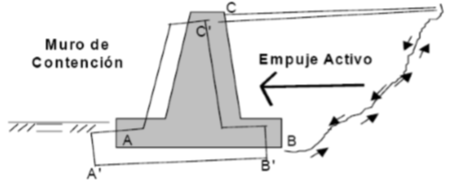 C
C'
Muro de
Contención
Empuje Activo
A
B
A'
B'